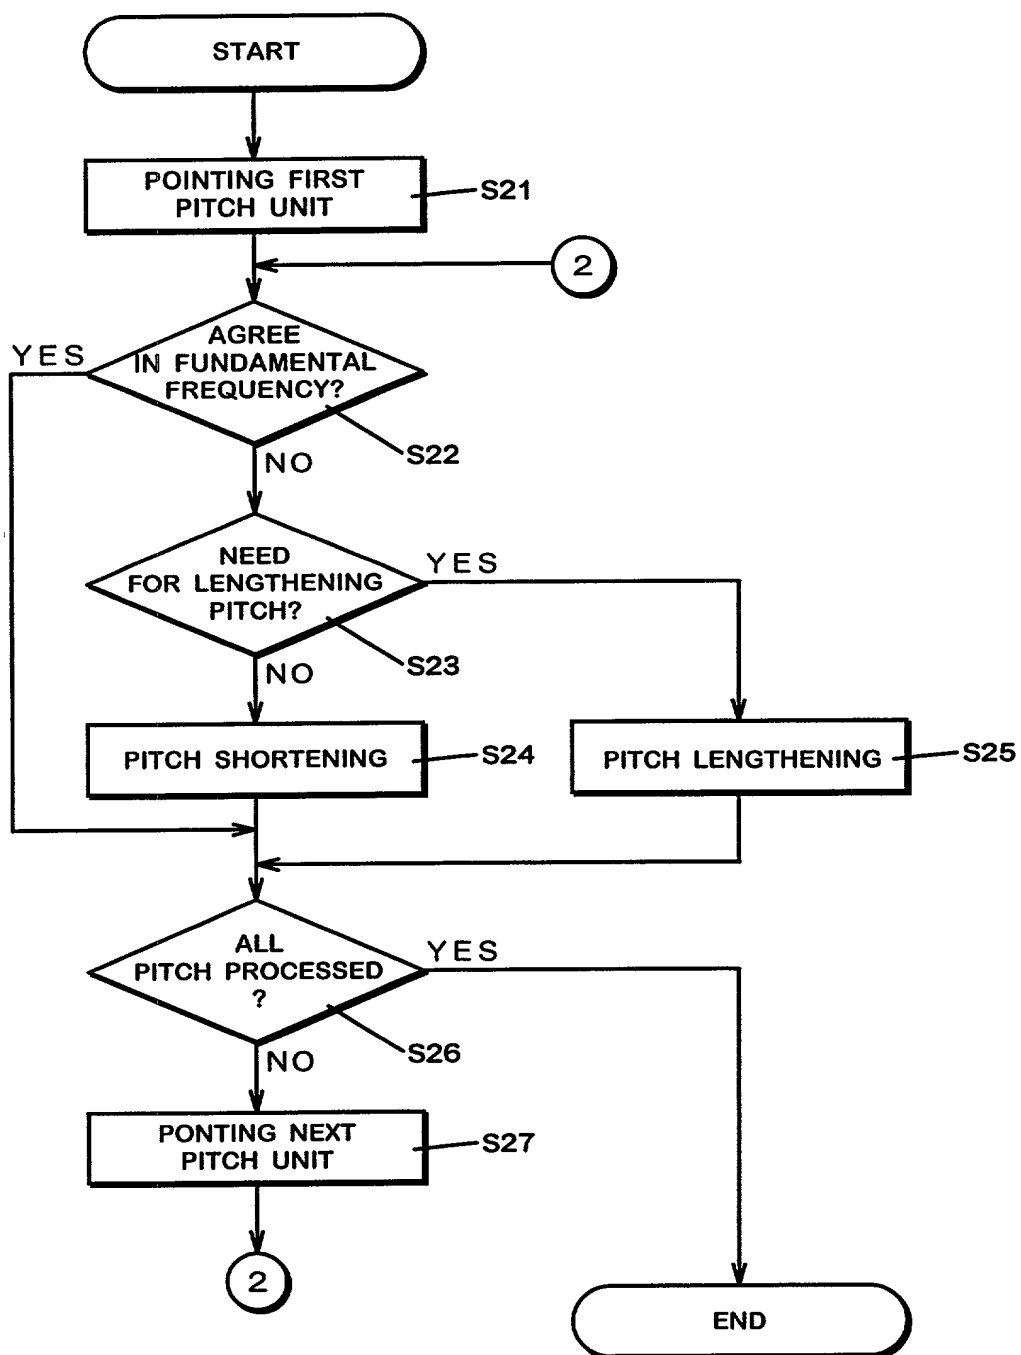 START
POINTING FIRST
PITCH UNIT
S21
2
AGREE
IN FUNDAMENTAL
FREQUENCY?
YES
S22
NO
NEED
FOR LENGTHENING
PITCH?
YES
S23
NO
PITCH SHORTENING
S24
PITCH LENGTHENING
S25
ALL
PITCH PROCESSED
?
YES
S26
NO
PONTING NEXT
PITCH UNIT
S27
2
END